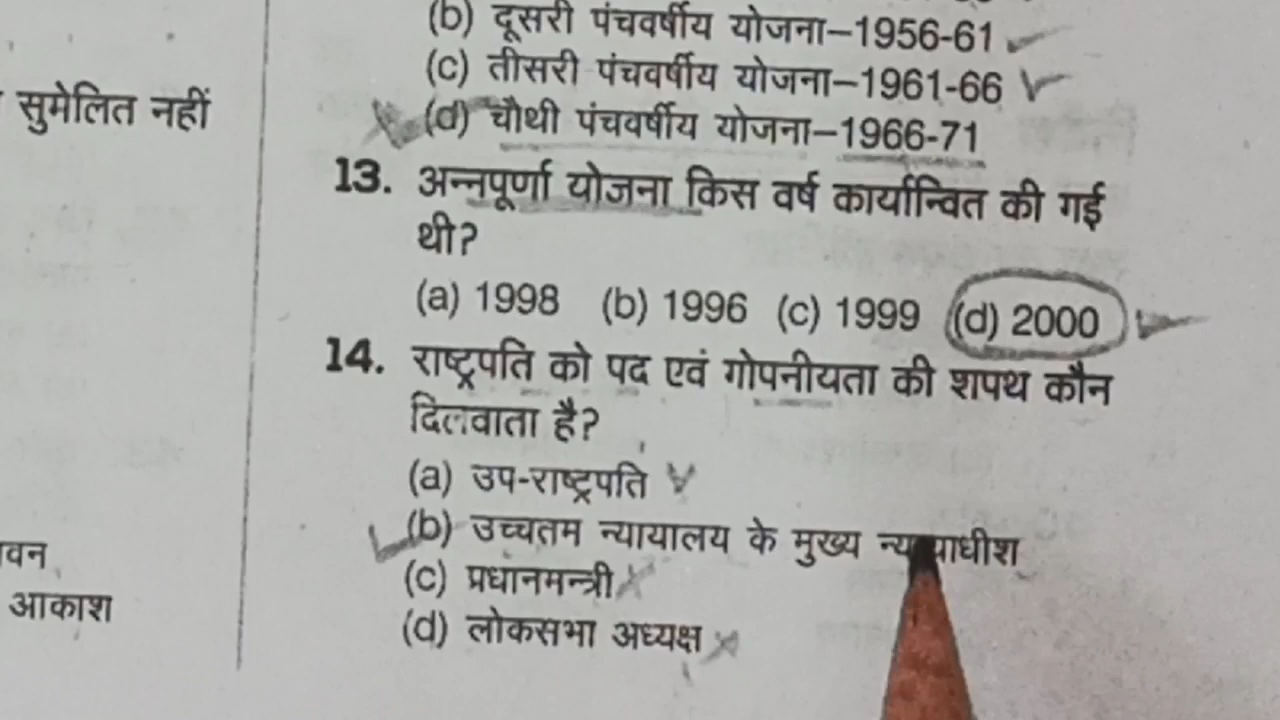 (b) दूसरी पंचवर्षीय योजना–1956-61
(c) तीसरी पंचवर्षीय योजना–1961-66
सुमेलित नहीं
(d) चौथी पंचवर्षीय योजना–1966-71
13. अन्नपूर्णा योजना किस वर्ष कार्यान्वित की गई
थी?
(a) 1998 (b) 1996 (c) 1999 (d) 2000
14. राष्ट्रपति को पद एवं गोपनीयता की शपथ कौन
दिलवाता है?
(a) उप-राष्ट्रपति
(b) उच्चतम न्यायालय के मुख्य न्यायाधीश
वन
(c) प्रधानमन्त्री
आकाश
(d) लोकसभा अध्यक्ष